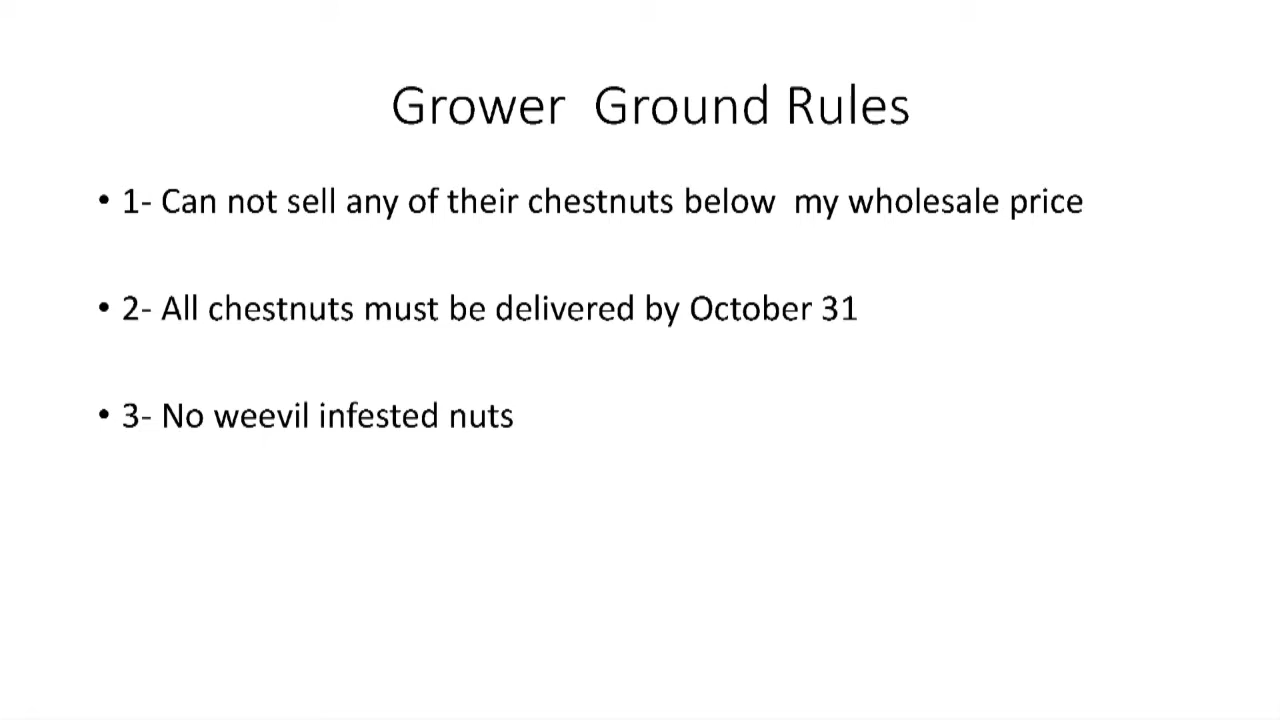 Grower  Ground Rules
• 1- Can not sell any of their chestnuts below  my wholesale price
• 2- All chestnuts must be delivered by October 31
• 3- No weevil infested nuts